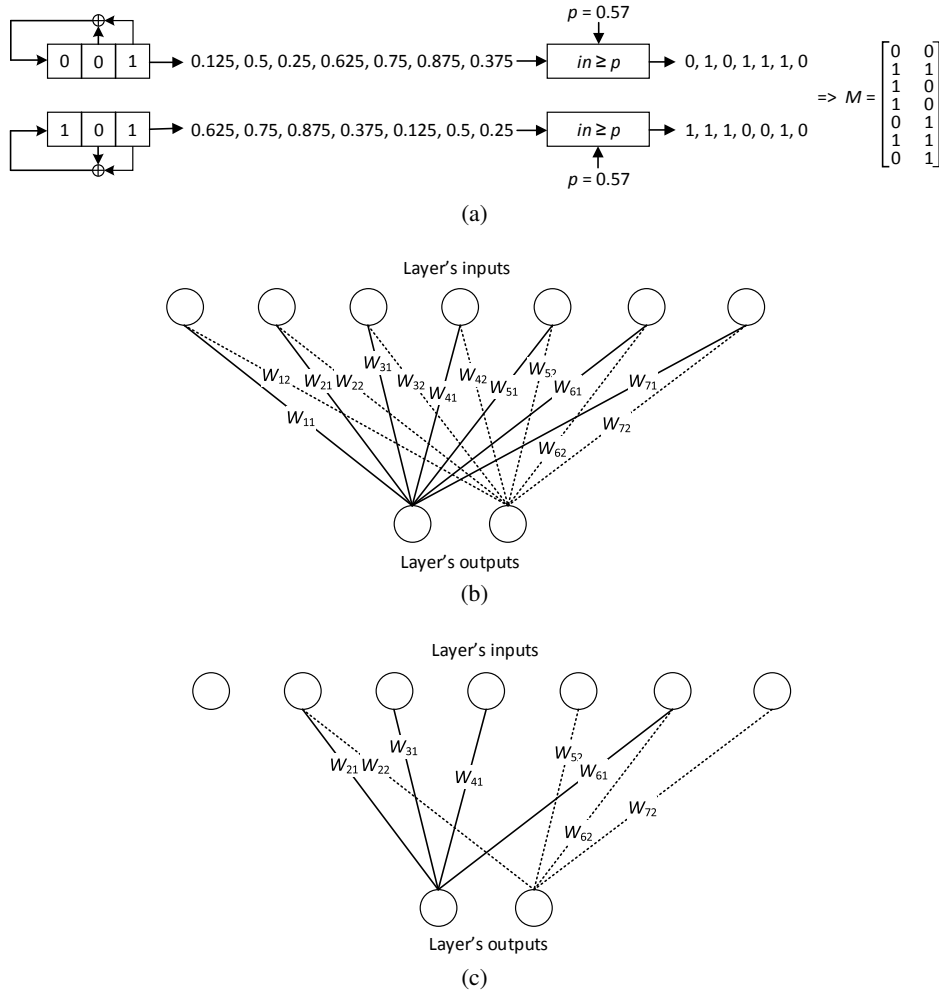 p = 0.57
0 0 1
0.125, 0.5, 0.25, 0.625, 0.75, 0.875, 0.375
in ≥ p
0, 1, 0, 1, 1, 1, 0
1 0 1
0.625, 0.75, 0.875, 0.375, 0.125, 0.5, 0.25
in ≥ p
1, 1, 1, 0, 0, 1, 0
p = 0.57
=> M =
0 0
1 1
1 0
1 0
0 1
1 1
0 1
(a)
Layer's inputs
W31
W12 W21 W22 W32 W42 W52 W61 W71
W41 W51
W11
W72
W62
Layer's outputs
(b)
Layer's inputs
W31
W52
W21 W22 W61
W41
W72
W62
Layer's outputs
(c)